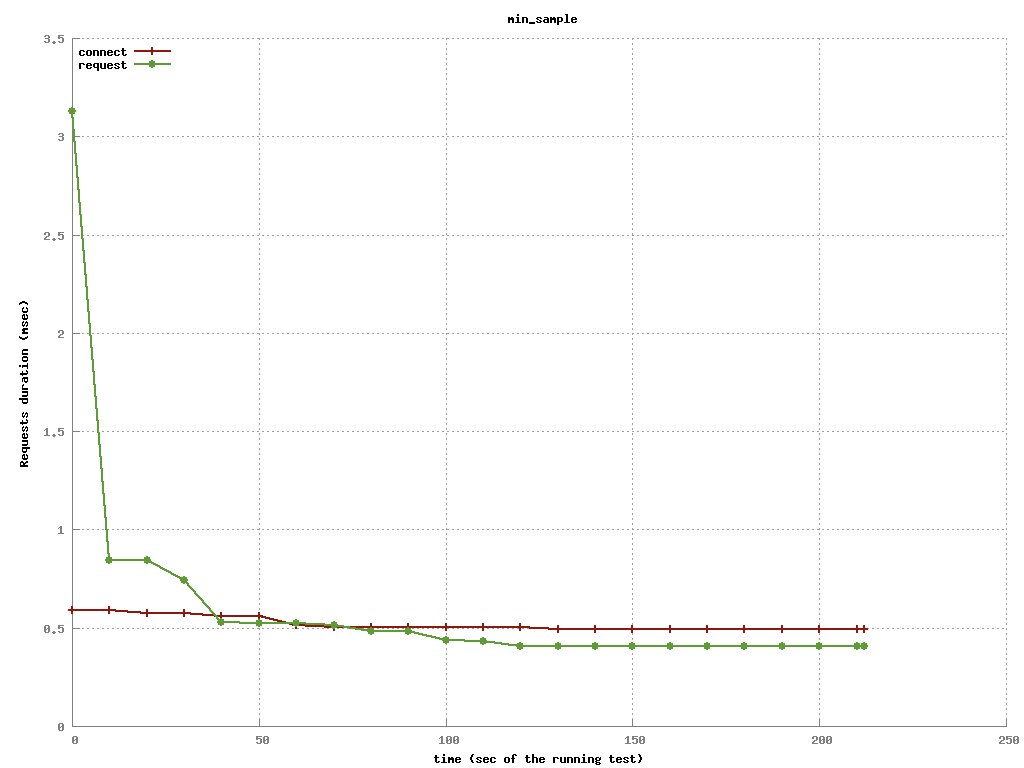 min_sample
connect
request
3.5
3
2.5
2
1.5
1
0.5
0
Requests duration (msec)
0 50 100 150 200 250
time (sec of the running test)